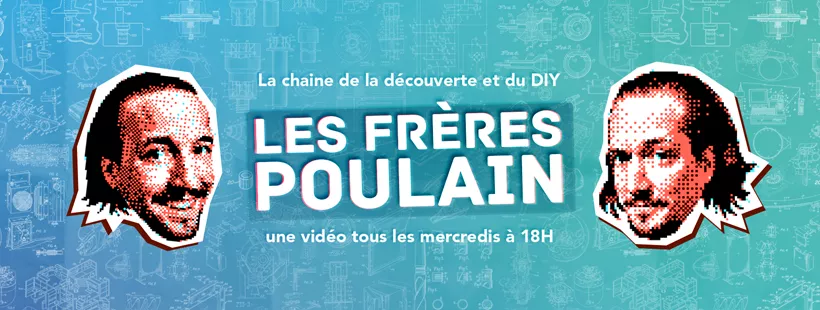 La chaine de la découverte et du DIY
LES FRÈRES
POULAIN
une vidéo tous les mercredis à 18H